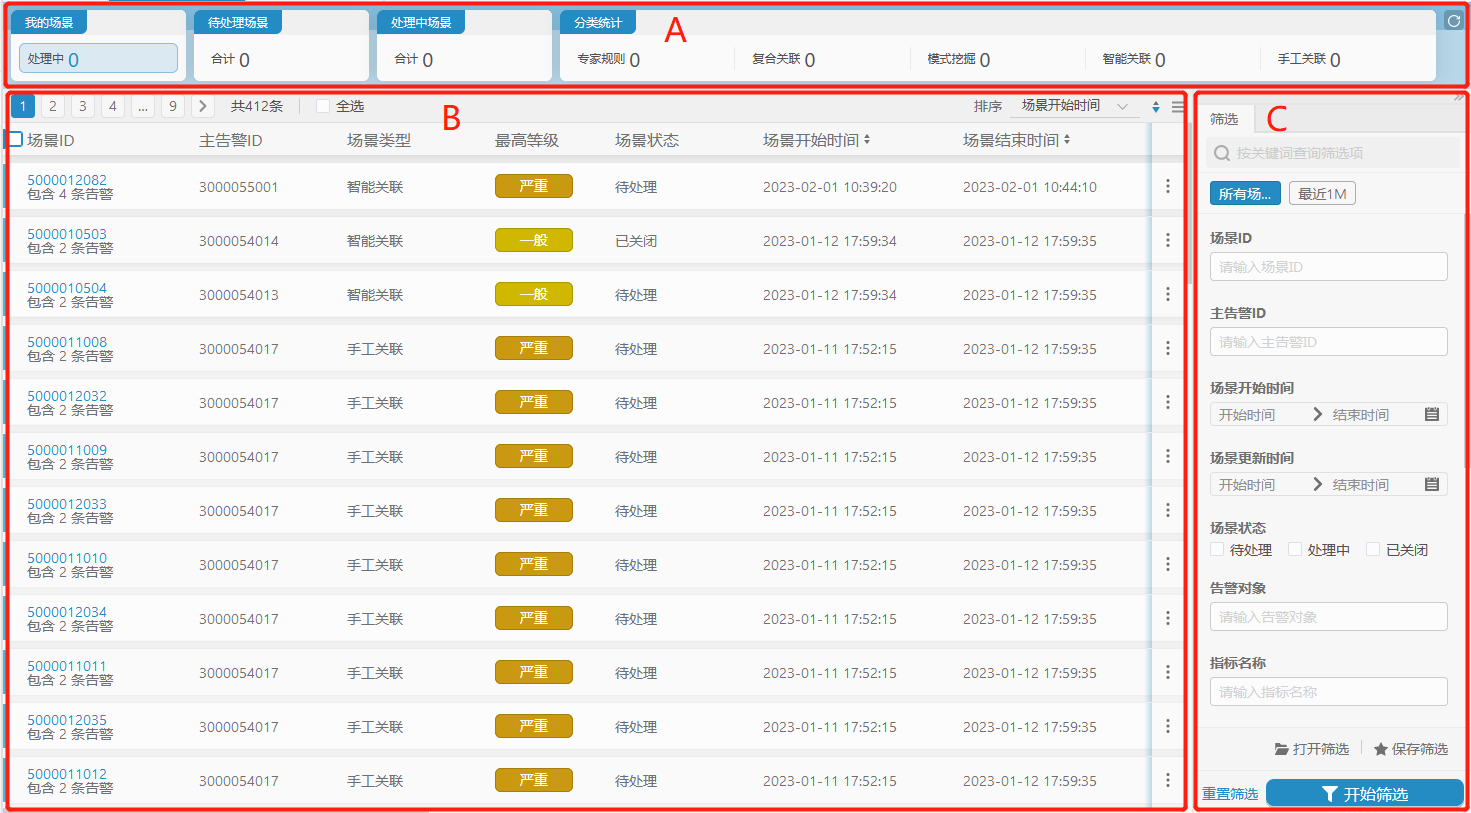 我的场景 待处理场景 处理中场景 分类统计
A
处理中 0 合计 0 合计 0 专家规则 0 复合关联 0 模式挖掘 0 智能关联 0 手工关联 0
1 2 3 4 ... 9 共412条 全选 排序 场景开始时间
B
场景ID 主告警ID 场景类型 最高等级 场景状态 场景开始时间 场景结束时间
5000012082
包含 4 条告警 3000055001 智能关联 严重 待处理 2023-02-01 10:39:20 2023-02-01 10:44:10
5000010503
包含 2 条告警 3000054014 智能关联 一般 已关闭 2023-01-12 17:59:34 2023-01-12 17:59:35
5000010504
包含 2 条告警 3000054013 智能关联 一般 待处理 2023-01-12 17:59:34 2023-01-12 17:59:35
5000011008
包含 2 条告警 3000054017 手工关联 严重 待处理 2023-01-11 17:52:15 2023-01-12 17:59:35
5000012032
包含 2 条告警 3000054017 手工关联 严重 待处理 2023-01-11 17:52:15 2023-01-12 17:59:35
5000011009
包含 2 条告警 3000054017 手工关联 严重 待处理 2023-01-11 17:52:15 2023-01-12 17:59:35
5000012033
包含 2 条告警 3000054017 手工关联 严重 待处理 2023-01-11 17:52:15 2023-01-12 17:59:35
5000011010
包含 2 条告警 3000054017 手工关联 严重 待处理 2023-01-11 17:52:15 2023-01-12 17:59:35
5000012034
包含 2 条告警 3000054017 手工关联 严重 待处理 2023-01-11 17:52:15 2023-01-12 17:59:35
5000011011
包含 2 条告警 3000054017 手工关联 严重 待处理 2023-01-11 17:52:15 2023-01-12 17:59:35
5000012035
包含 2 条告警 3000054017 手工关联 严重 待处理 2023-01-11 17:52:15 2023-01-12 17:59:35
5000011012
包含 2 条告警 3000054017 手工关联 严重 待处理 2023-01-11 17:52:15 2023-01-12 17:59:35
筛选
C
按关键词查询筛选项
所有场... 最近1M
场景ID
请输入场景ID
主告警ID
请输入主告警ID
场景开始时间
开始时间 结束时间
场景更新时间
开始时间 结束时间
场景状态
待处理 处理中 已关闭
告警对象
请输入告警对象
指标名称
请输入指标名称
打开筛选 保存筛选
重置筛选 开始筛选